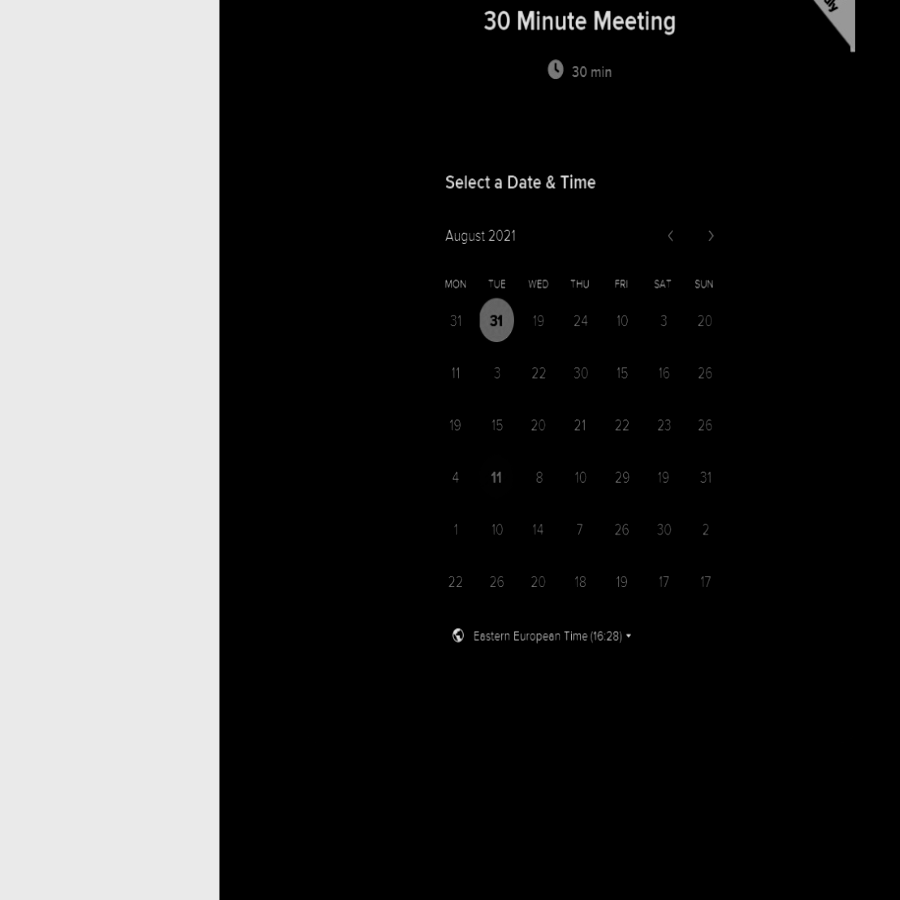 30 Minute Meeting
30 min
Select a Date & Time
August 2021
MON TUE WED THU FRI SAT SUN
31 31 19 24 10 3 20
11 3 22 30 15 16 26
19 15 20 21 22 23 26
4 11 8 10 29 19 31
1 10 14 7 26 30 2
22 26 20 18 19 17 17
Eastern European Time (16:28)